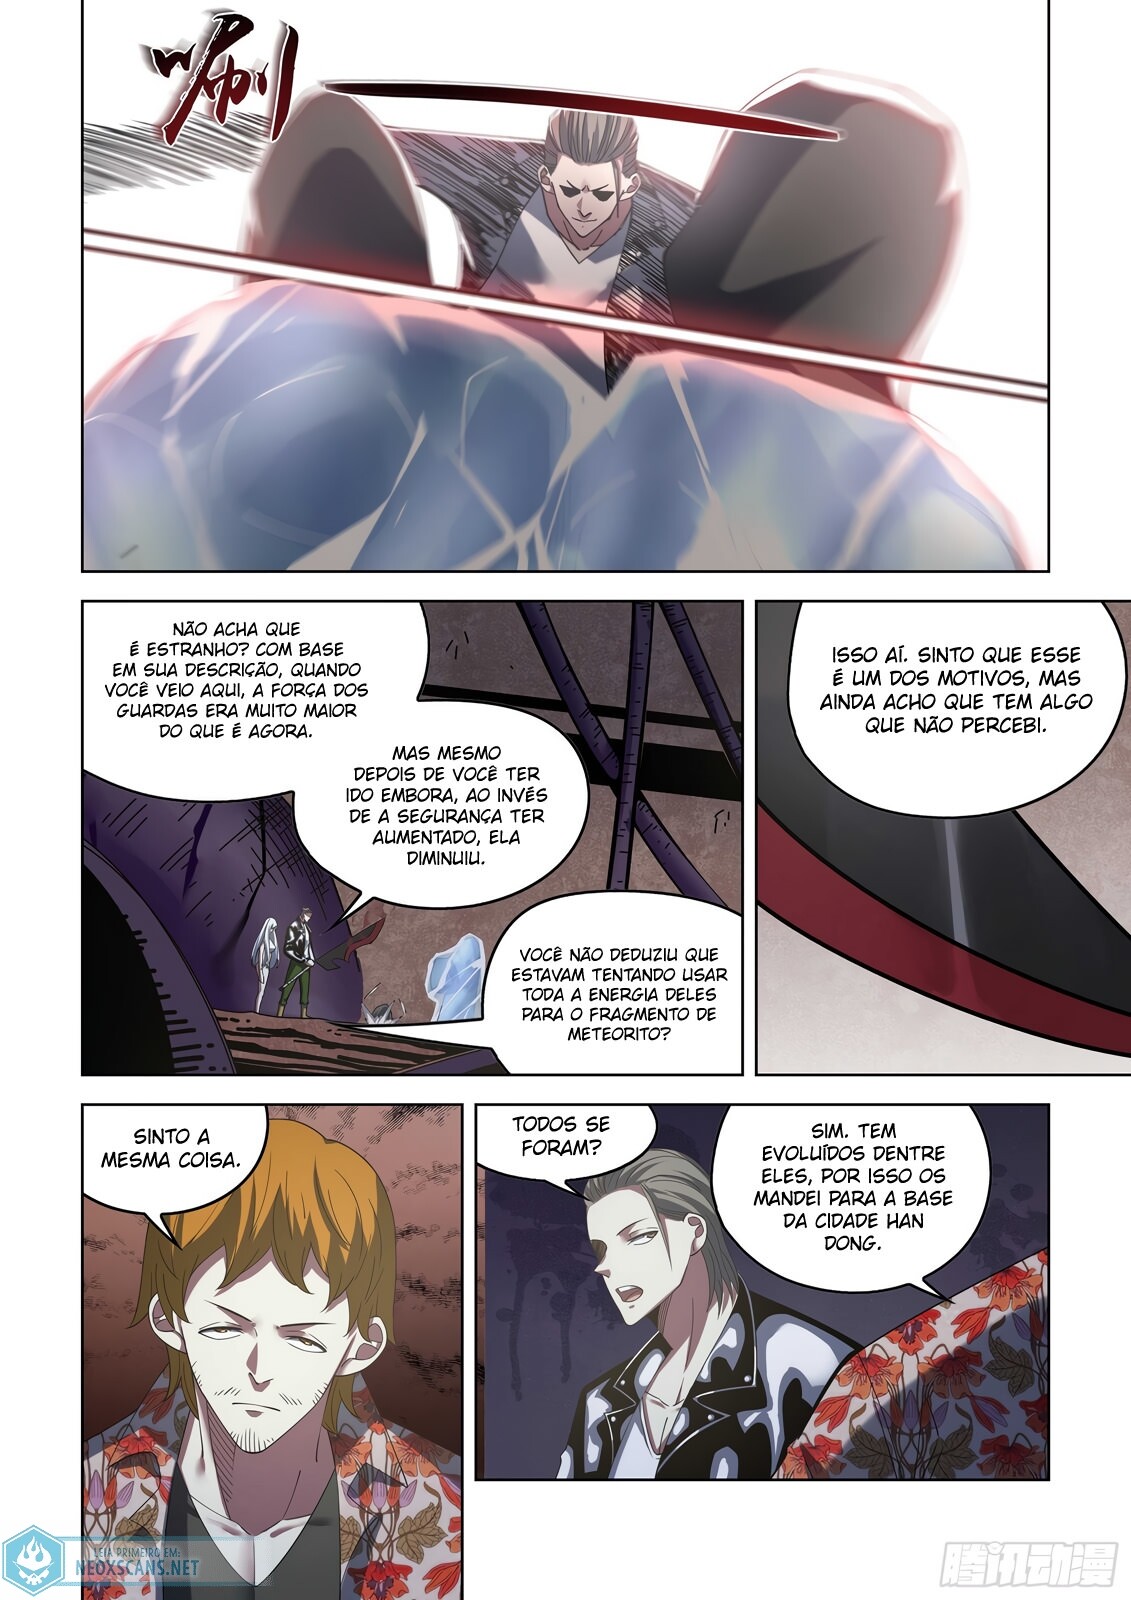 唰
NÃO ACHA QUE
É ESTRANHO? COM BASE
EM SUA DESCRIÇÃO, QUANDO
VOCÊ VEIO AQUI, A FORÇA DOS
GUARDAS ERA MUITO MAIOR
DO QUE É AGORA.
MAS MESMO
DEPOIS DE VOCÊ TER
IDO EMBORA, AO INVÉS
DE A SEGURANÇA TER
AUMENTADO, ELA
DIMINUIU.
VOCÊ NÃO DEDUZIU QUE
ESTAVAM TENTANDO USAR
TODA A ENERGIA DELES
PARA O FRAGMENTO DE
METEORITO?
ISSO AÍ. SINTO QUE ESSE
É UM DOS MOTIVOS, MAS
AINDA ACHO QUE TEM ALGO
QUE NÃO PERCEBI.
SINTO A
MESMA COISA.
TODOS SE
FORAM?
SIM. TEM
EVOLUÍDOS DENTRE
ELES, POR ISSO OS
MANDEI PARA A BASE
DA CIDADE HAN
DONG.
LEIA PRIMEIRO EM:
NEOXSCANS.NET
腾讯动漫